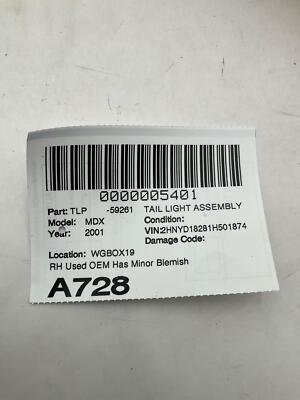 0000005401
Part: TLP -59261 TAIL LIGHT ASSEMBLY
Model: MDX Condition:
Year: 2001 VIN:2HNYD18281H501874
Damage Code:
Location: WGBOX19
RH Used OEM Has Minor Blemish
A728